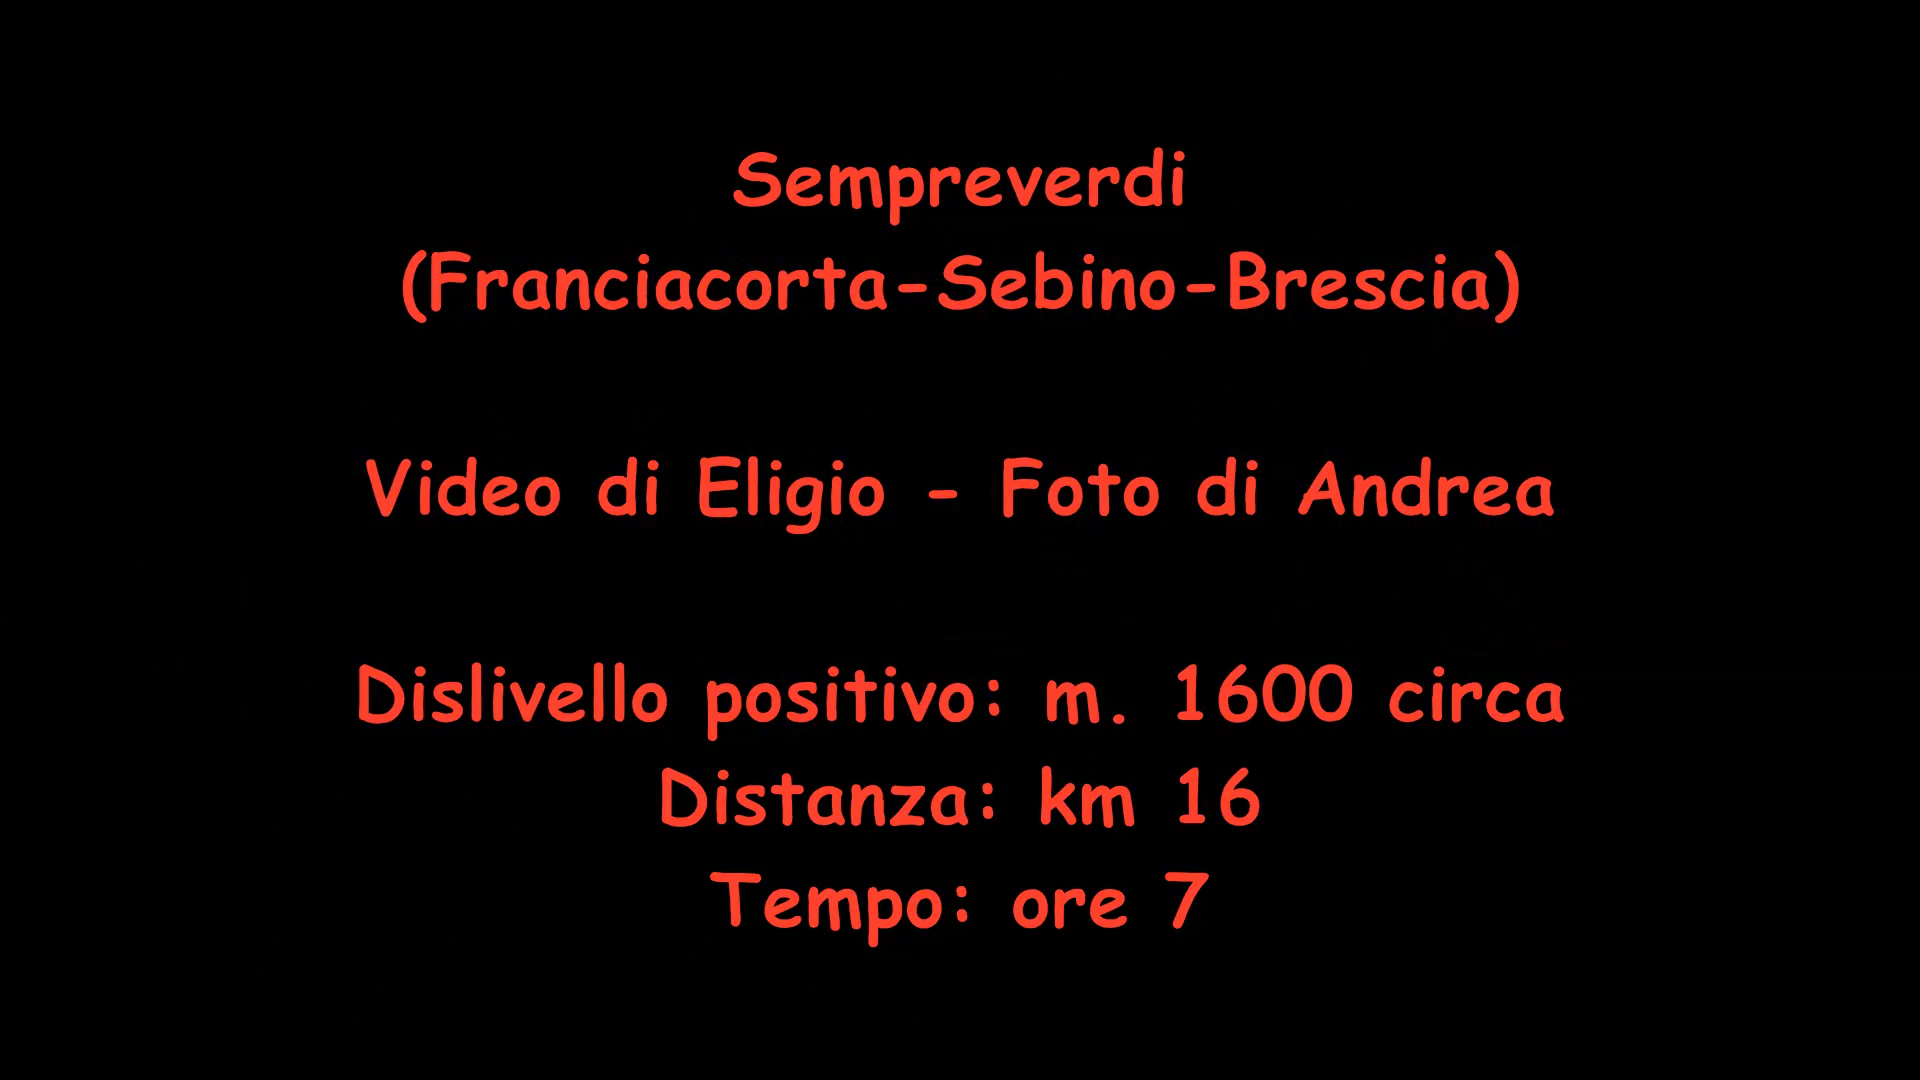 Sempreverdi
(Franciacorta-Sebino-Brescia)
Video di Eligio - Foto di Andrea
Dislivello positivo: m. 1600 circa
Distanza: km 16
Tempo: ore 7